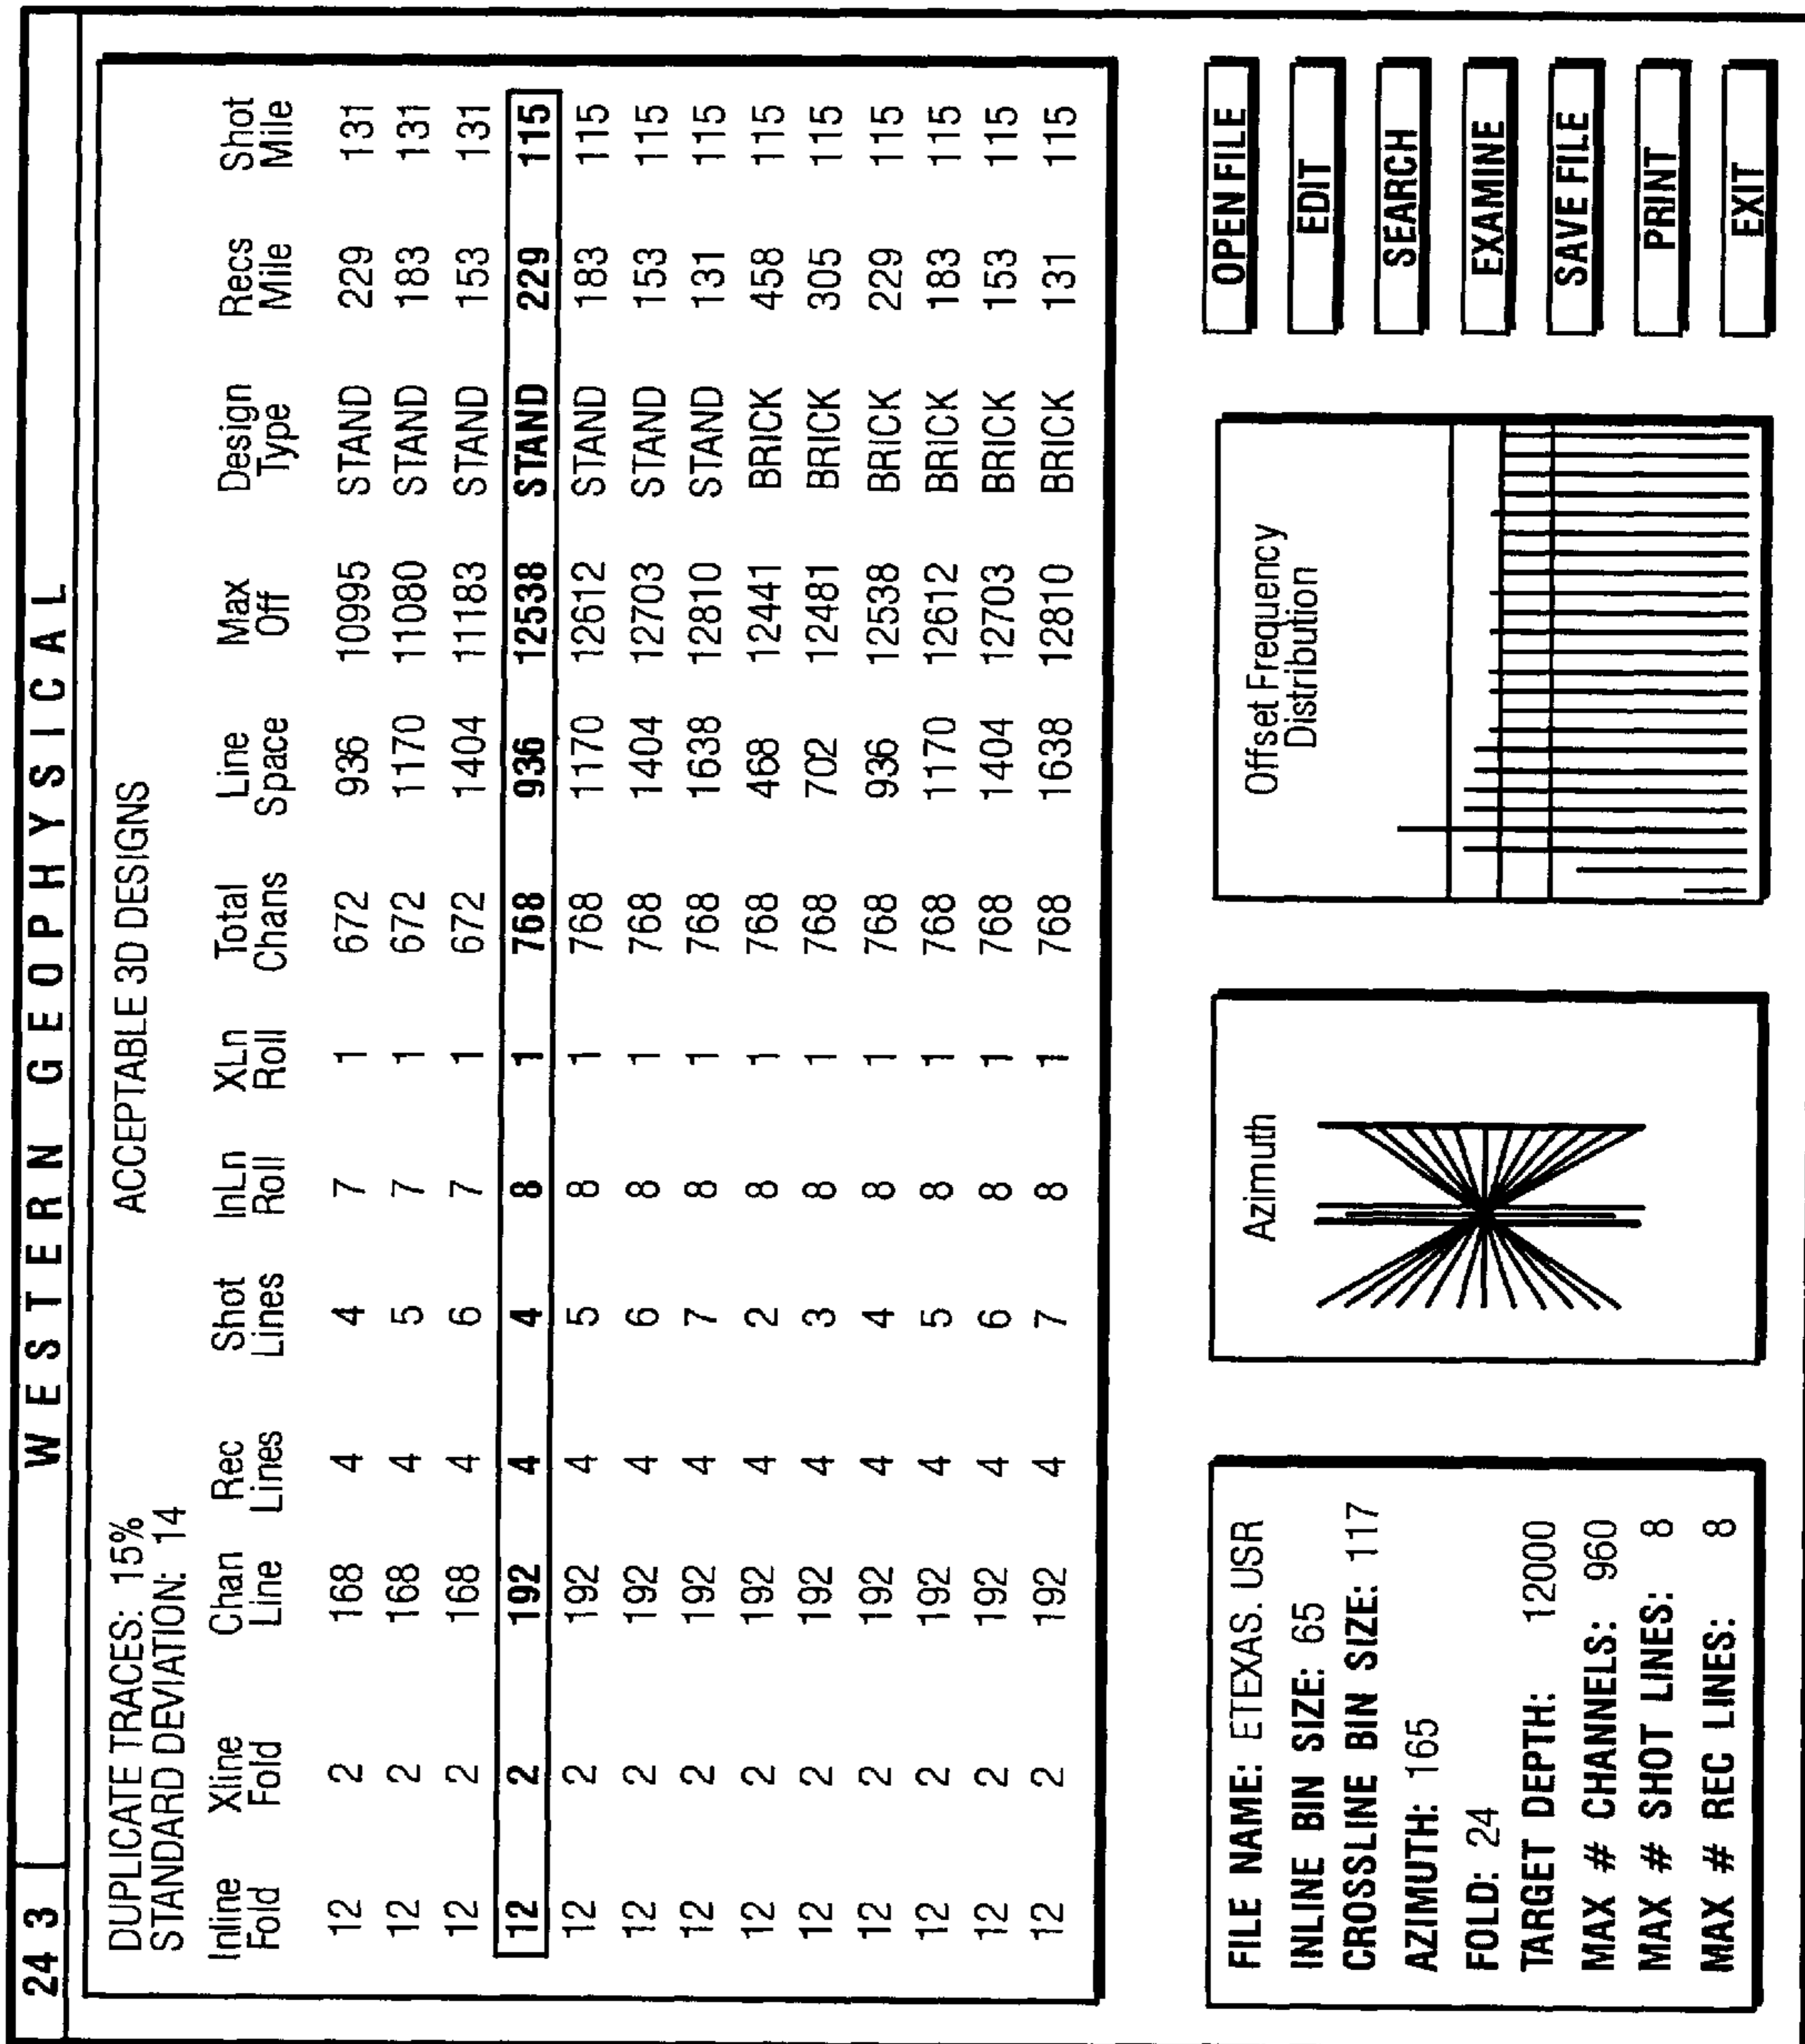 24 3 WESTERN GEOPHYSICAL
DUPLICATE TRACES: 15%
STANDARD DEVIATION: 14
ACCEPTABLE 3D DESIGNS
Inline Fold Xline Fold Chan Line Rec Lines Shot Lines InLn Roll XLn Roll Total Chans Line Space Max Off Design Type Recs Mile Shot Mile
12 2 168 4 4 7 1 672 936 10995 STAND 229 131
12 2 168 4 5 7 1 672 1170 11080 STAND 183 131
12 2 168 4 6 7 1 672 1404 11183 STAND 153 131
12 2 192 4 4 8 1 768 936 12538 STAND 229 115
12 2 192 4 5 8 1 768 1170 12612 STAND 183 115
12 2 192 4 6 8 1 768 1404 12703 STAND 153 115
12 2 192 4 7 8 1 768 1638 12810 STAND 131 115
12 2 192 4 2 8 1 768 468 12441 BRICK 458 115
12 2 192 4 3 8 1 768 702 12481 BRICK 305 115
12 2 192 4 4 8 1 768 936 12538 BRICK 229 115
12 2 192 4 5 8 1 768 1170 12612 BRICK 183 115
12 2 192 4 6 8 1 768 1404 12703 BRICK 153 115
12 2 192 4 7 8 1 768 1638 12810 BRICK 131 115
FILE NAME: ETEXAS. USR
INLINE BIN SIZE: 65
CROSSLINE BIN SIZE: 117
AZIMUTH: 165
FOLD: 24
TARGET DEPTH: 12000
MAX # CHANNELS: 960
MAX # SHOT LINES: 8
MAX # REC LINES: 8
Azimuth
Offset Frequency
Distribution
OPEN FILE
EDIT
SEARCH
EXAMINE
SAVE FILE
PRINT
EXIT